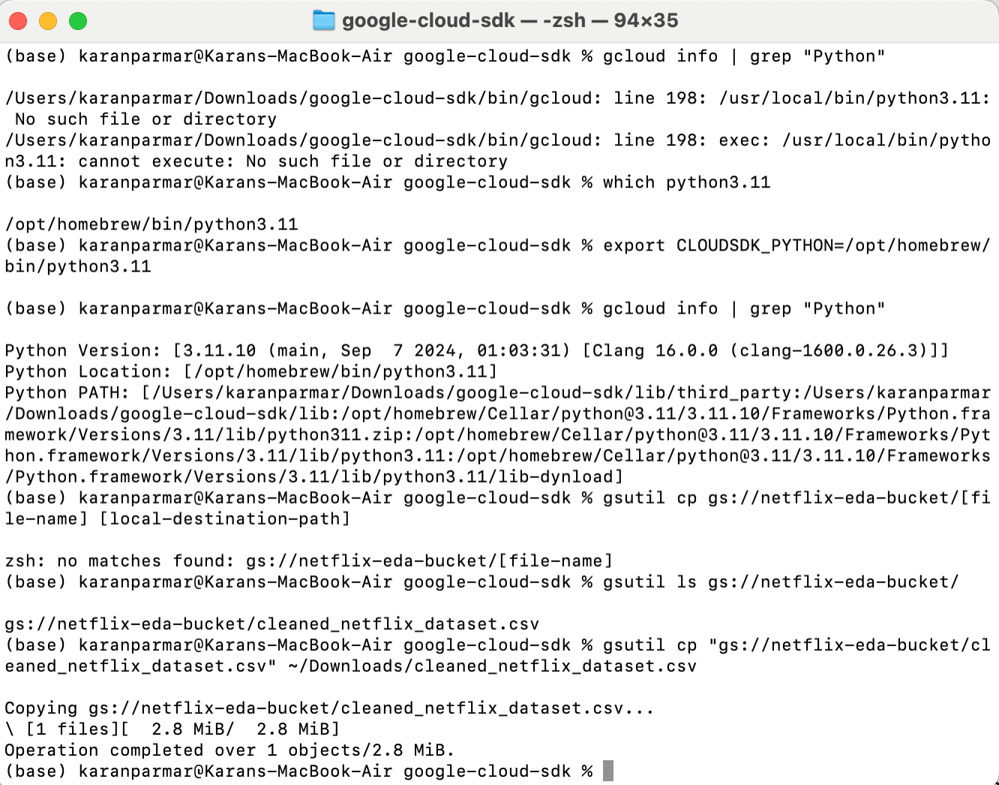 google-cloud-sdk — -zsh — 94×35
(base) karanparmar@Karans-MacBook-Air google-cloud-sdk % gcloud info | grep "Python"
/Users/karanparmar/Downloads/google-cloud-sdk/bin/gcloud: line 198: /usr/local/bin/python3.11:
 No such file or directory
/Users/karanparmar/Downloads/google-cloud-sdk/bin/gcloud: line 198: exec: /usr/local/bin/pytho
n3.11: cannot execute: No such file or directory
(base) karanparmar@Karans-MacBook-Air google-cloud-sdk % which python3.11
/opt/homebrew/bin/python3.11
(base) karanparmar@Karans-MacBook-Air google-cloud-sdk % export CLOUDSDK_PYTHON=/opt/homebrew/
bin/python3.11
(base) karanparmar@Karans-MacBook-Air google-cloud-sdk % gcloud info | grep "Python"
Python Version: [3.11.10 (main, Sep  7 2024, 01:03:31) [Clang 16.0.0 (clang-1600.0.26.3)]]
Python Location: [/opt/homebrew/bin/python3.11]
Python PATH: [/Users/karanparmar/Downloads/google-cloud-sdk/lib/third_party:/Users/karanparmar
/Downloads/google-cloud-sdk/lib:/opt/homebrew/Cellar/python@3.11/3.11.10/Frameworks/Python.fra
mework/Versions/3.11/lib/python311.zip:/opt/homebrew/Cellar/python@3.11/3.11.10/Frameworks/Pyt
hon.framework/Versions/3.11/lib/python3.11:/opt/homebrew/Cellar/python@3.11/3.11.10/Frameworks
/Python.framework/Versions/3.11/lib/python3.11/lib-dynload]
(base) karanparmar@Karans-MacBook-Air google-cloud-sdk % gsutil cp gs://netflix-eda-bucket/[fi
le-name] [local-destination-path]
zsh: no matches found: gs://netflix-eda-bucket/[file-name]
(base) karanparmar@Karans-MacBook-Air google-cloud-sdk % gsutil ls gs://netflix-eda-bucket/
gs://netflix-eda-bucket/cleaned_netflix_dataset.csv
(base) karanparmar@Karans-MacBook-Air google-cloud-sdk % gsutil cp "gs://netflix-eda-bucket/cl
eaned_netflix_dataset.csv" ~/Downloads/cleaned_netflix_dataset.csv
Copying gs://netflix-eda-bucket/cleaned_netflix_dataset.csv...
\ [1 files][  2.8 MiB/  2.8 MiB]
Operation completed over 1 objects/2.8 MiB.
(base) karanparmar@Karans-MacBook-Air google-cloud-sdk %